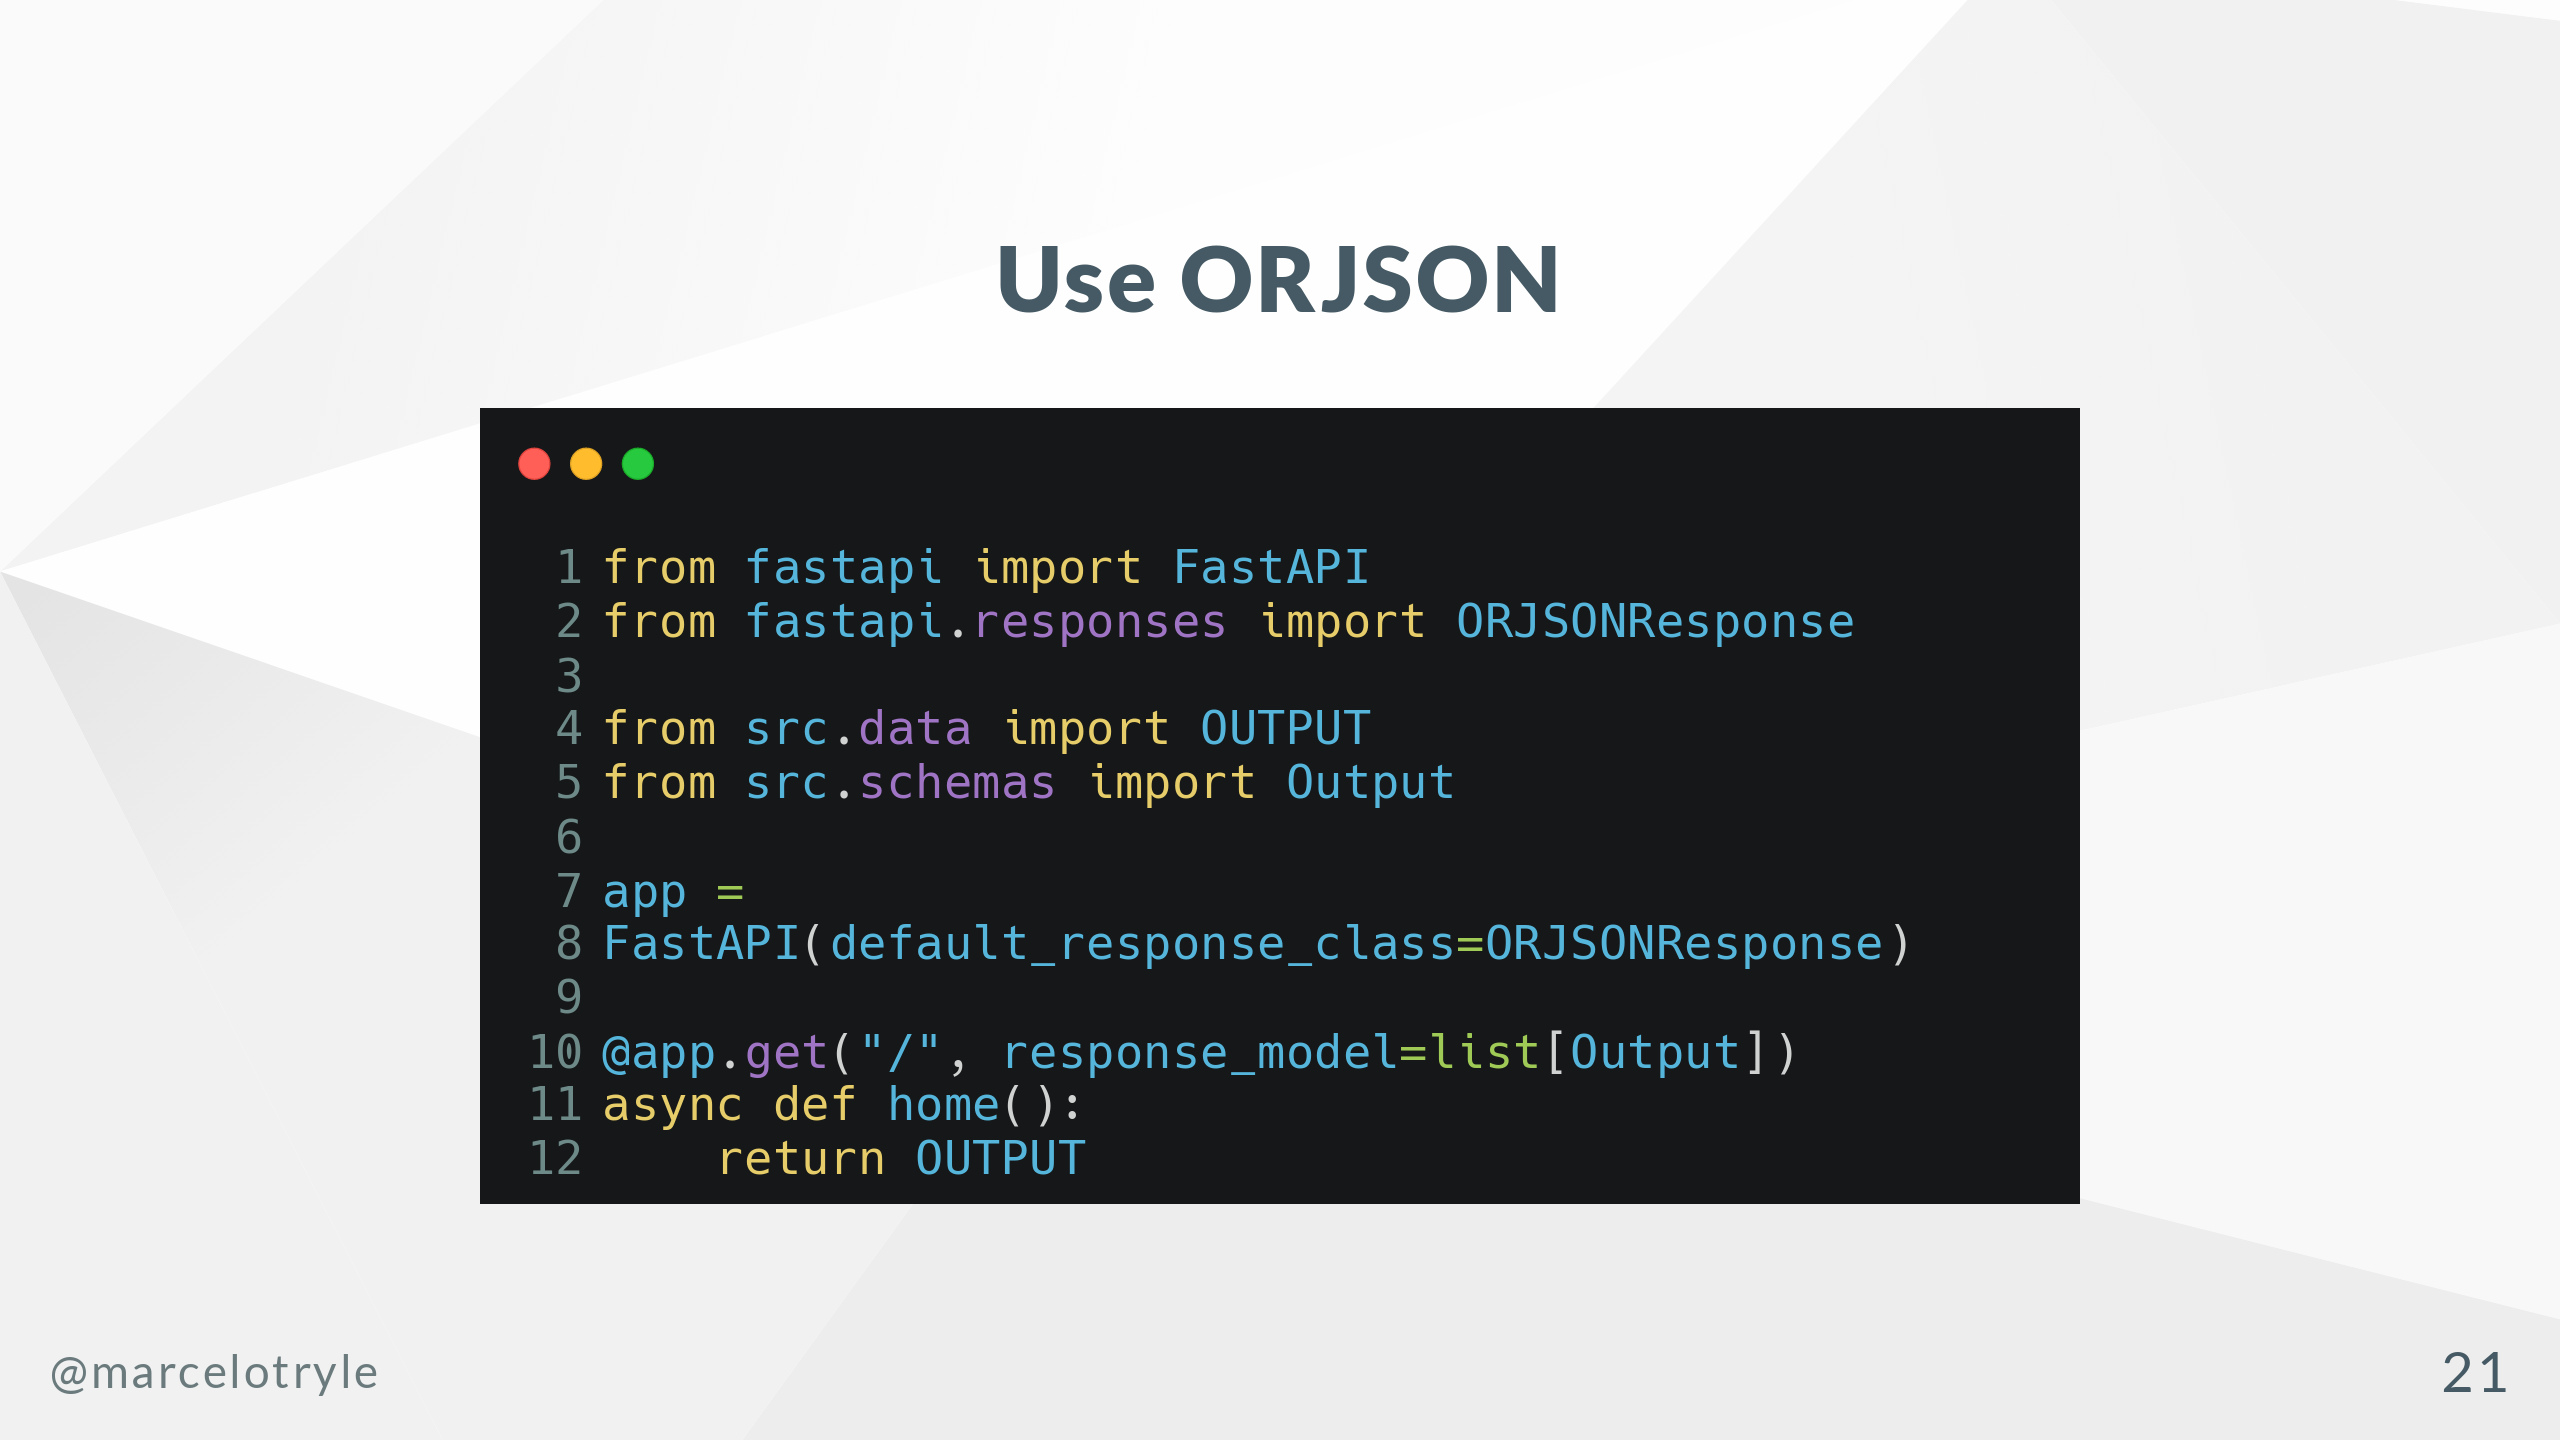 Use ORJSON
1 from fastapi import FastAPI
2 from fastapi.responses import ORJSONResponse
3
4 from src.data import OUTPUT
5 from src.schemas import Output
6
7 app =
8 FastAPI(default_response_class=ORJSONResponse)
9
10 @app.get("/", response_model=list[Output])
11 async def home():
12     return OUTPUT
@marcelotryle
21